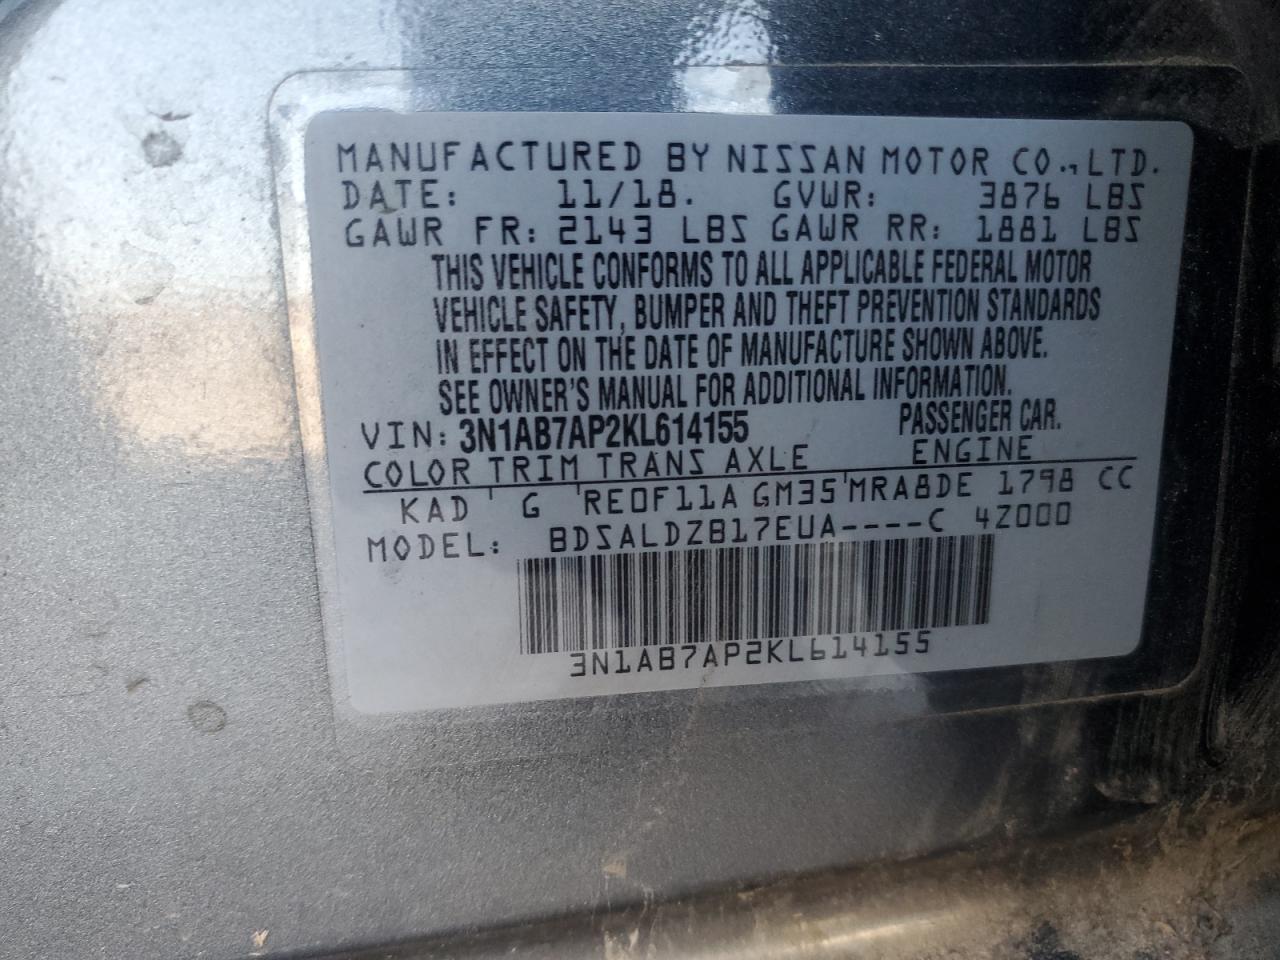 MANUFACTURED BY NISSAN MOTOR CO., LTD.
DATE: 11/18. GVWR: 3876 LBS
GAWR FR: 2143 LBS GAWR RR: 1881 LBS
THIS VEHICLE CONFORMS TO ALL APPLICABLE FEDERAL MOTOR
VEHICLE SAFETY, BUMPER AND THEFT PREVENTION STANDARDS
IN EFFECT ON THE DATE OF MANUFACTURE SHOWN ABOVE.
SEE OWNER'S MANUAL FOR ADDITIONAL INFORMATION.
VIN: 3N1AB7AP2KL614155 PASSENGER CAR.
COLOR TRIM TRANS AXLE ENGINE
KAD ' G ' RE0F11A GM35 ' MRA8DE 1798 CC
MODEL: BDSALDZB17EUA----C 42000
3N1AB7AP2KL614155